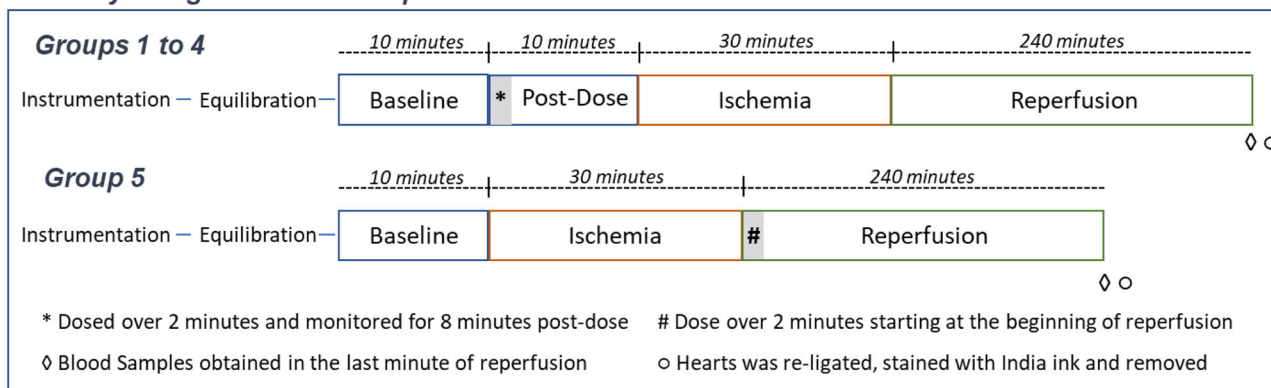 Groups 1 to 4
10 minutes 10 minutes 30 minutes 240 minutes
Instrumentation – Equilibration – Baseline * Post-Dose Ischemia Reperfusion
◊ ○
Group 5
10 minutes 30 minutes 240 minutes
Instrumentation – Equilibration – Baseline Ischemia # Reperfusion
◊ ○
* Dosed over 2 minutes and monitored for 8 minutes post-dose # Dose over 2 minutes starting at the beginning of reperfusion
◊ Blood Samples obtained in the last minute of reperfusion ○ Hearts was re-ligated, stained with India ink and removed